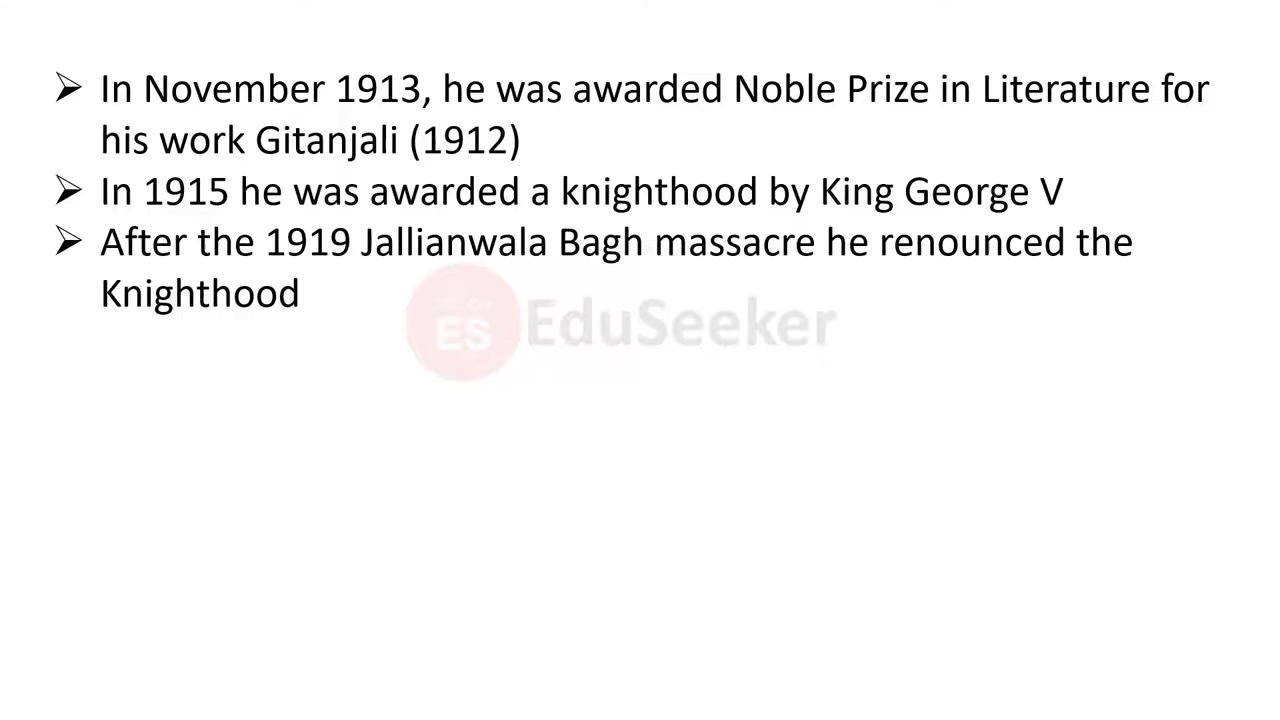 ➢ In November 1913, he was awarded Noble Prize in Literature for
his work Gitanjali (1912)
➢ In 1915 he was awarded a knighthood by King George V
➢ After the 1919 Jallianwala Bagh massacre he renounced the
Knighthood
ES EduSeeker